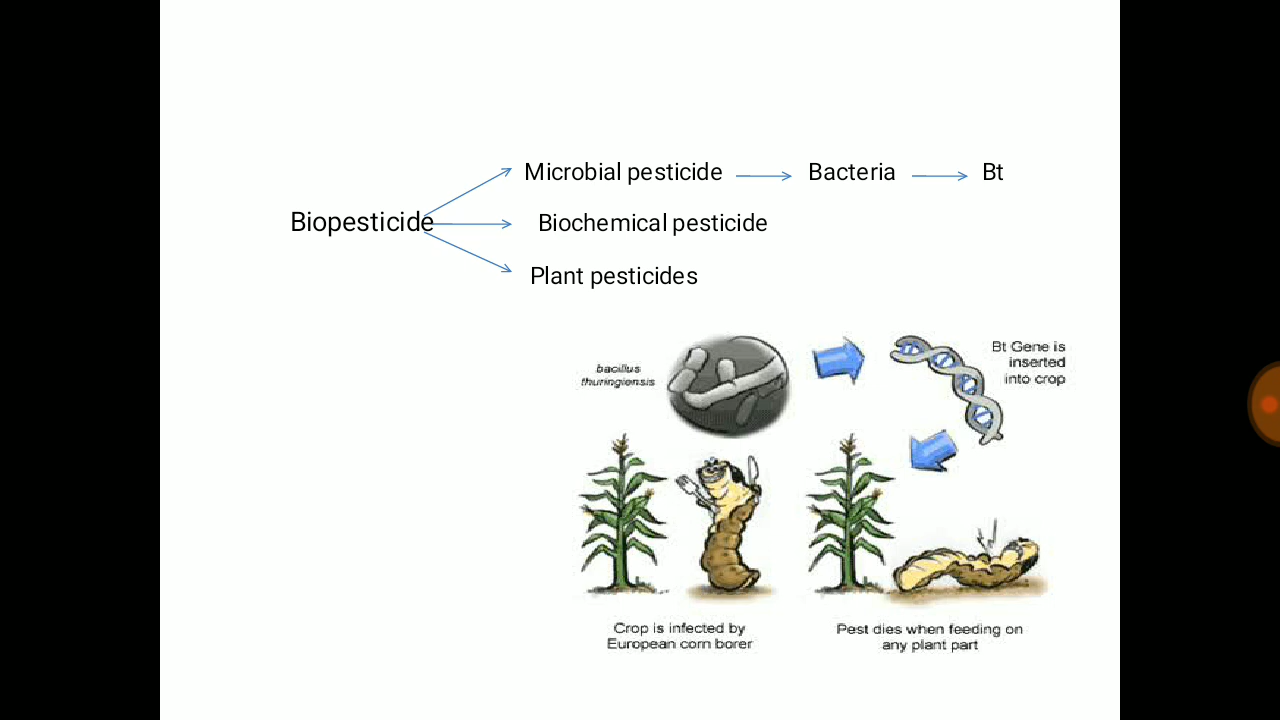 Microbial pesticide
Bacteria
Bt
Biopesticide
Biochemical pesticide
Plant pesticides
bacillus
thuringiensis
Bt Gene is
inserted
into crop
Crop is infected by
European corn borer
Pest dies when feeding on
any plant part